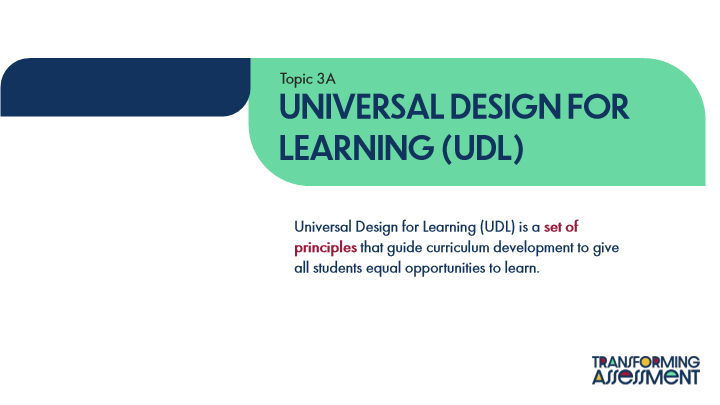 Topic 3A
UNIVERSAL DESIGN FOR
LEARNING (UDL)
Universal Design for Learning (UDL) is a set of
principles that guide curriculum development to give
all students equal opportunities to learn.
TRANSFORMING
ASSESSMENT